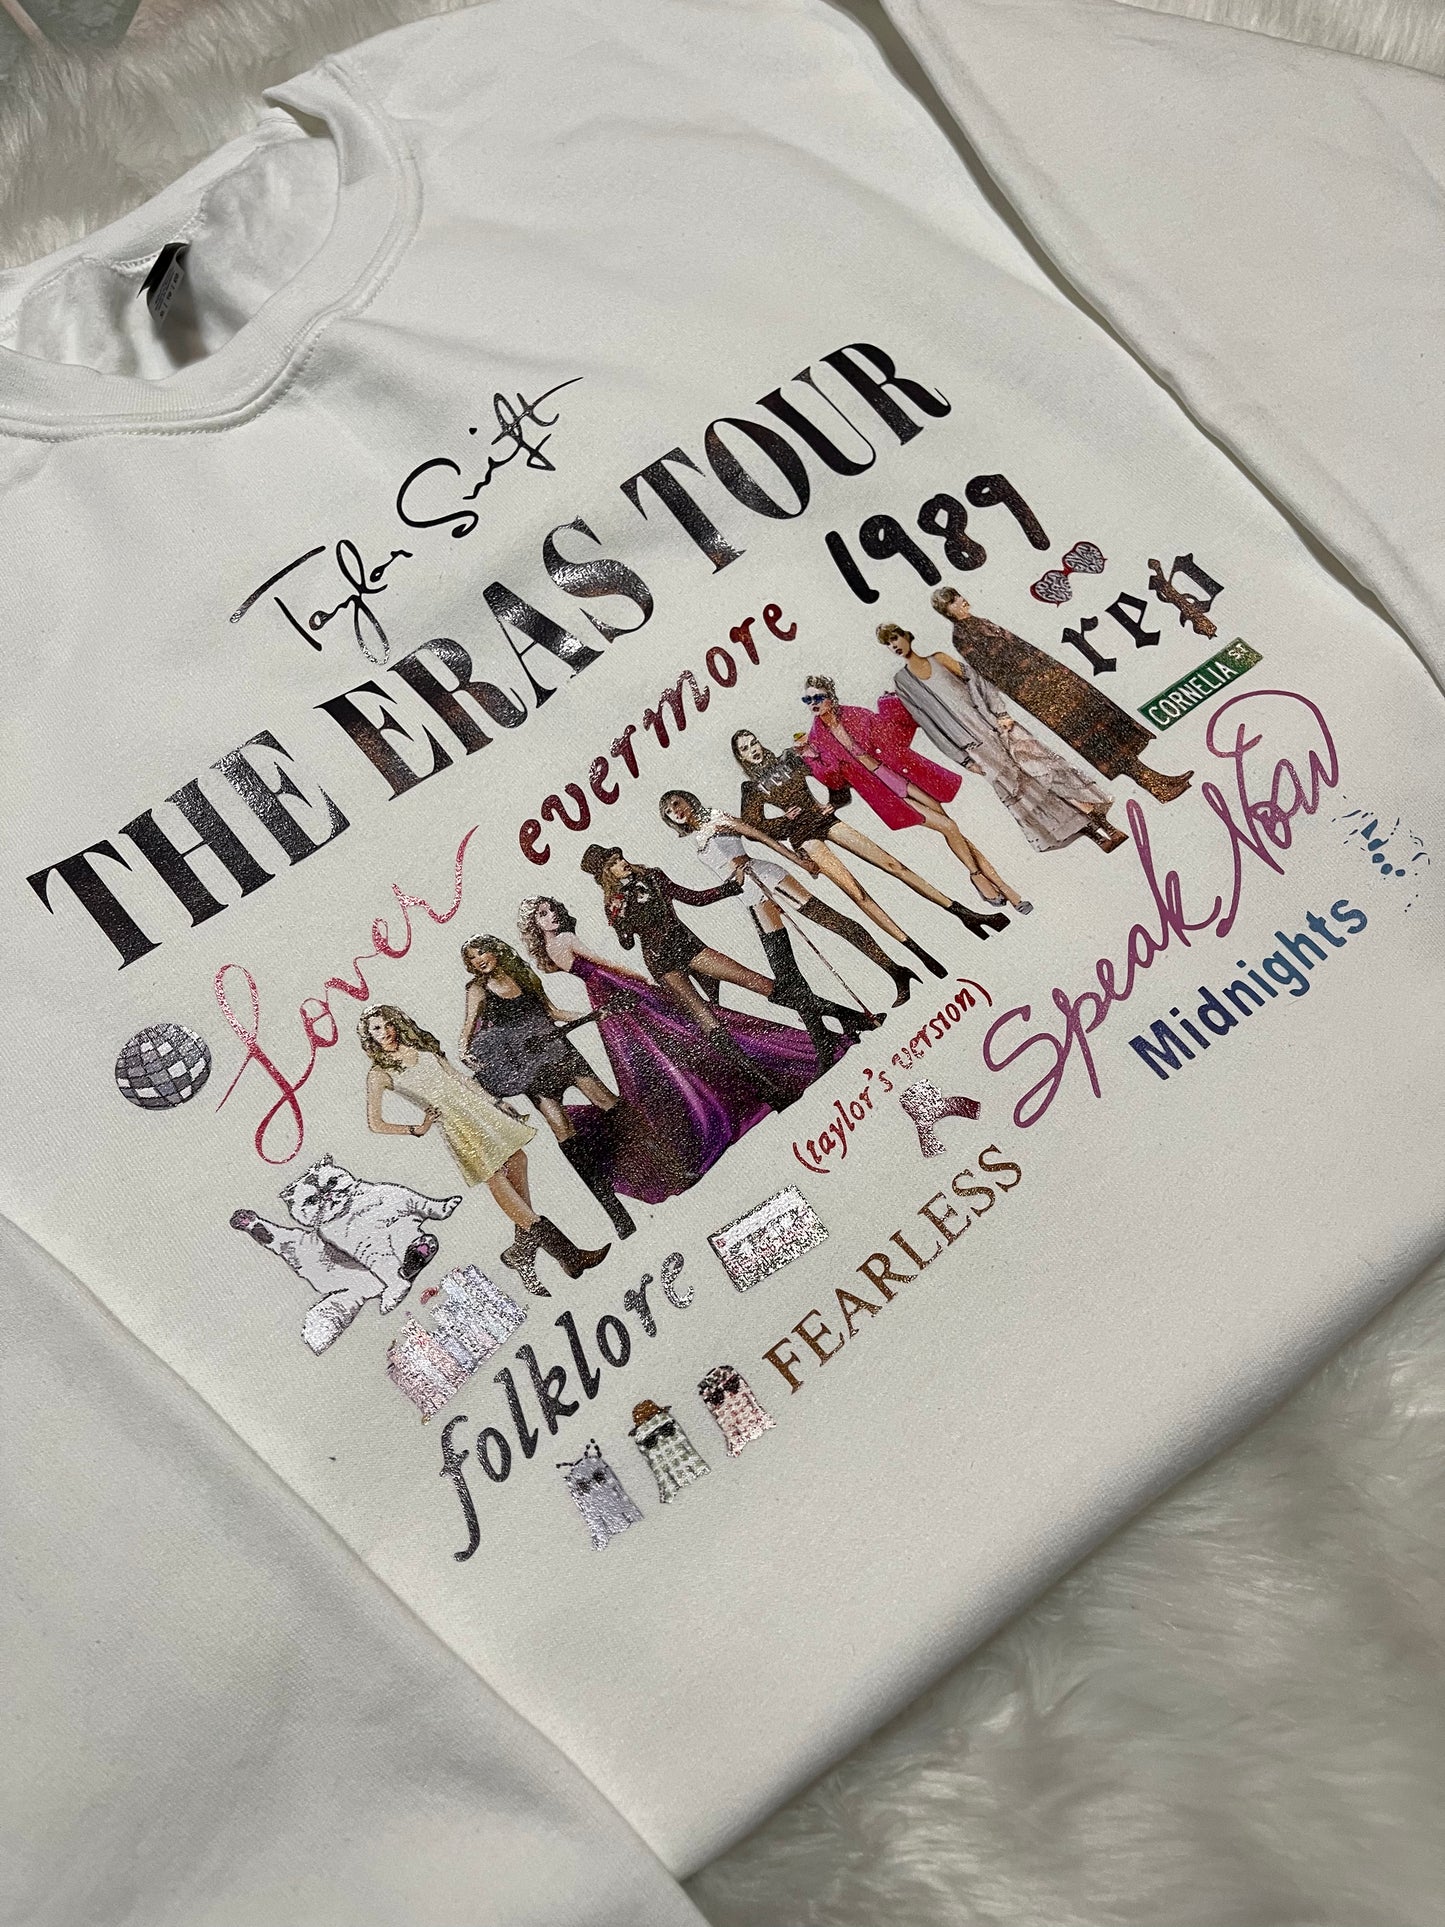 Taylor Swift
THE ERAS TOUR
evermore
1989
rep
CORNELIA ST
Lover
Speak Now
Midnights
(taylor's version)
FEARLESS
folklore